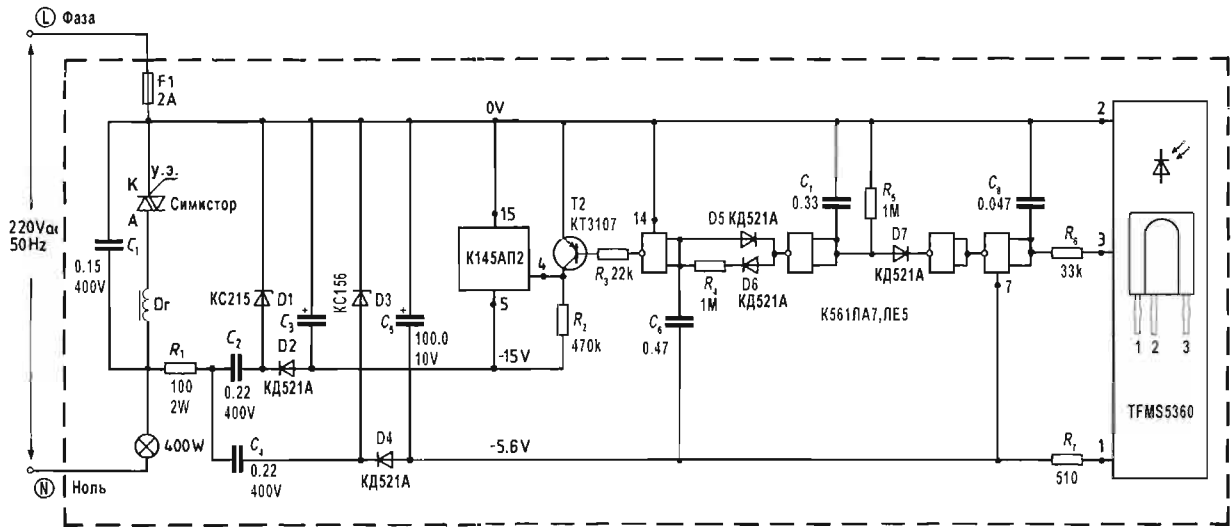 L Фаза
F1
2A
0V
2
К
у.э.
А
Симистор
220Vac
50Hz
C1
0.15
400V
Dr
КС215
D1
C3
КС156
D3
C5
100.0
10V
15
К145АП2
4
5
T2
КТ3107
R3 22k
R2
470k
14
D5 КД521А
R4
1M
D6
КД521А
C6
0.47
C7
0.33
R5
1M
D7
КД521А
К561ЛА7,ЛЕ5
C8
0.047
7
R6
33k
3
R1
100
2W
C2
0.22
400V
D2
КД521А
-15V
400W
C4
0.22
400V
D4
КД521А
-5.6V
R7
510
1
1 2 3
TFMS5360
N Ноль